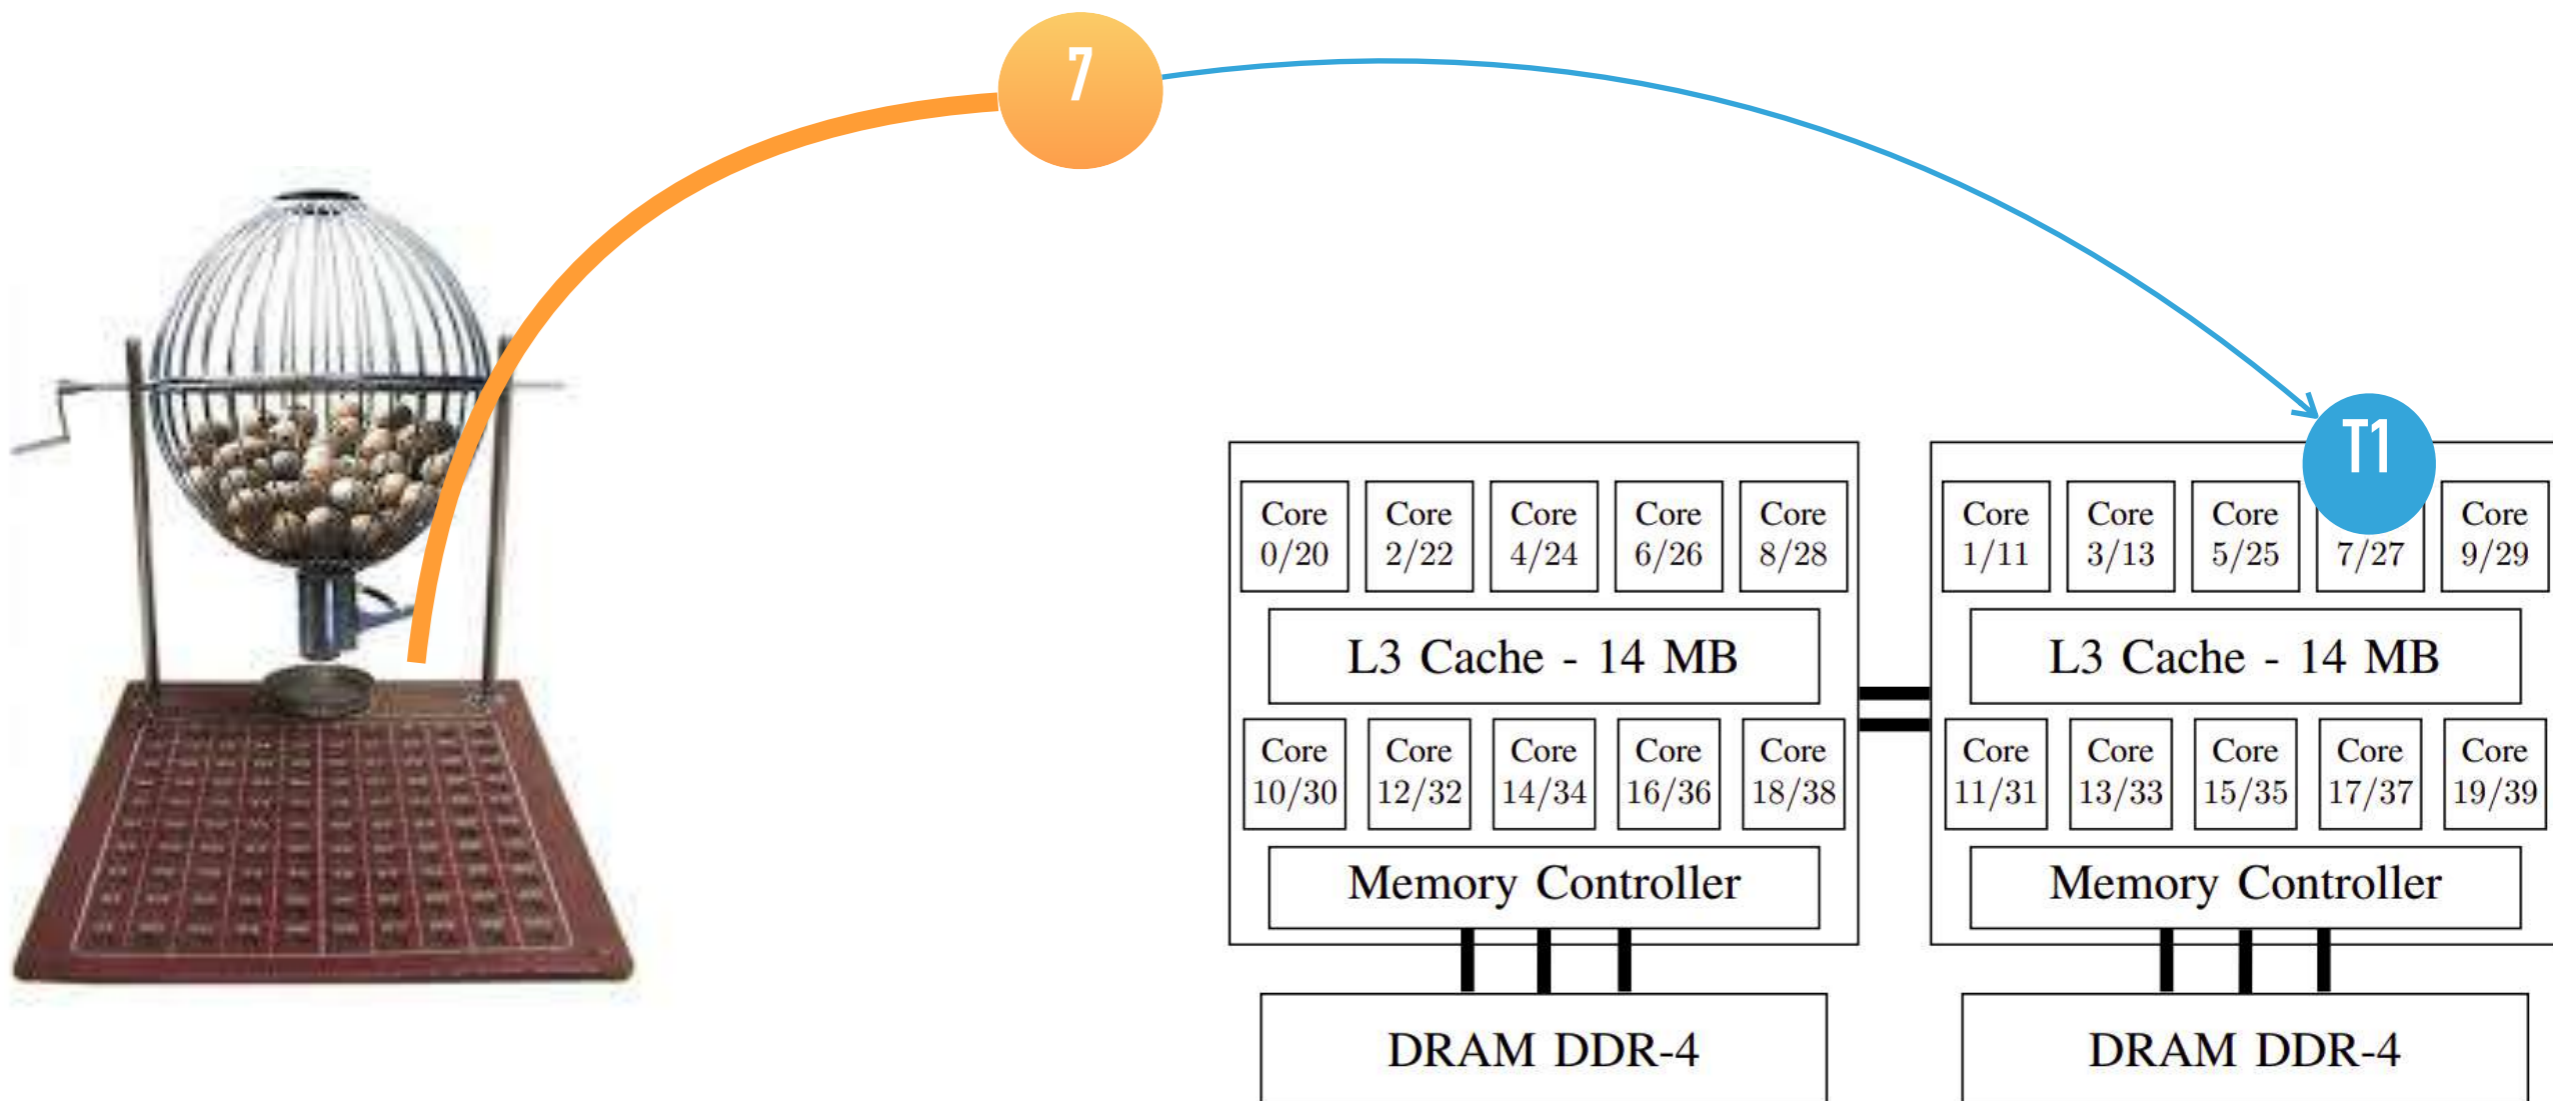 7
T1
Core
0/20
Core
2/22
Core
4/24
Core
6/26
Core
8/28
L3 Cache - 14 MB
Core
10/30
Core
12/32
Core
14/34
Core
16/36
Core
18/38
Memory Controller
DRAM DDR-4
Core
1/11
Core
3/13
Core
5/25
7/27
Core
9/29
L3 Cache - 14 MB
Core
11/31
Core
13/33
Core
15/35
Core
17/37
Core
19/39
Memory Controller
DRAM DDR-4